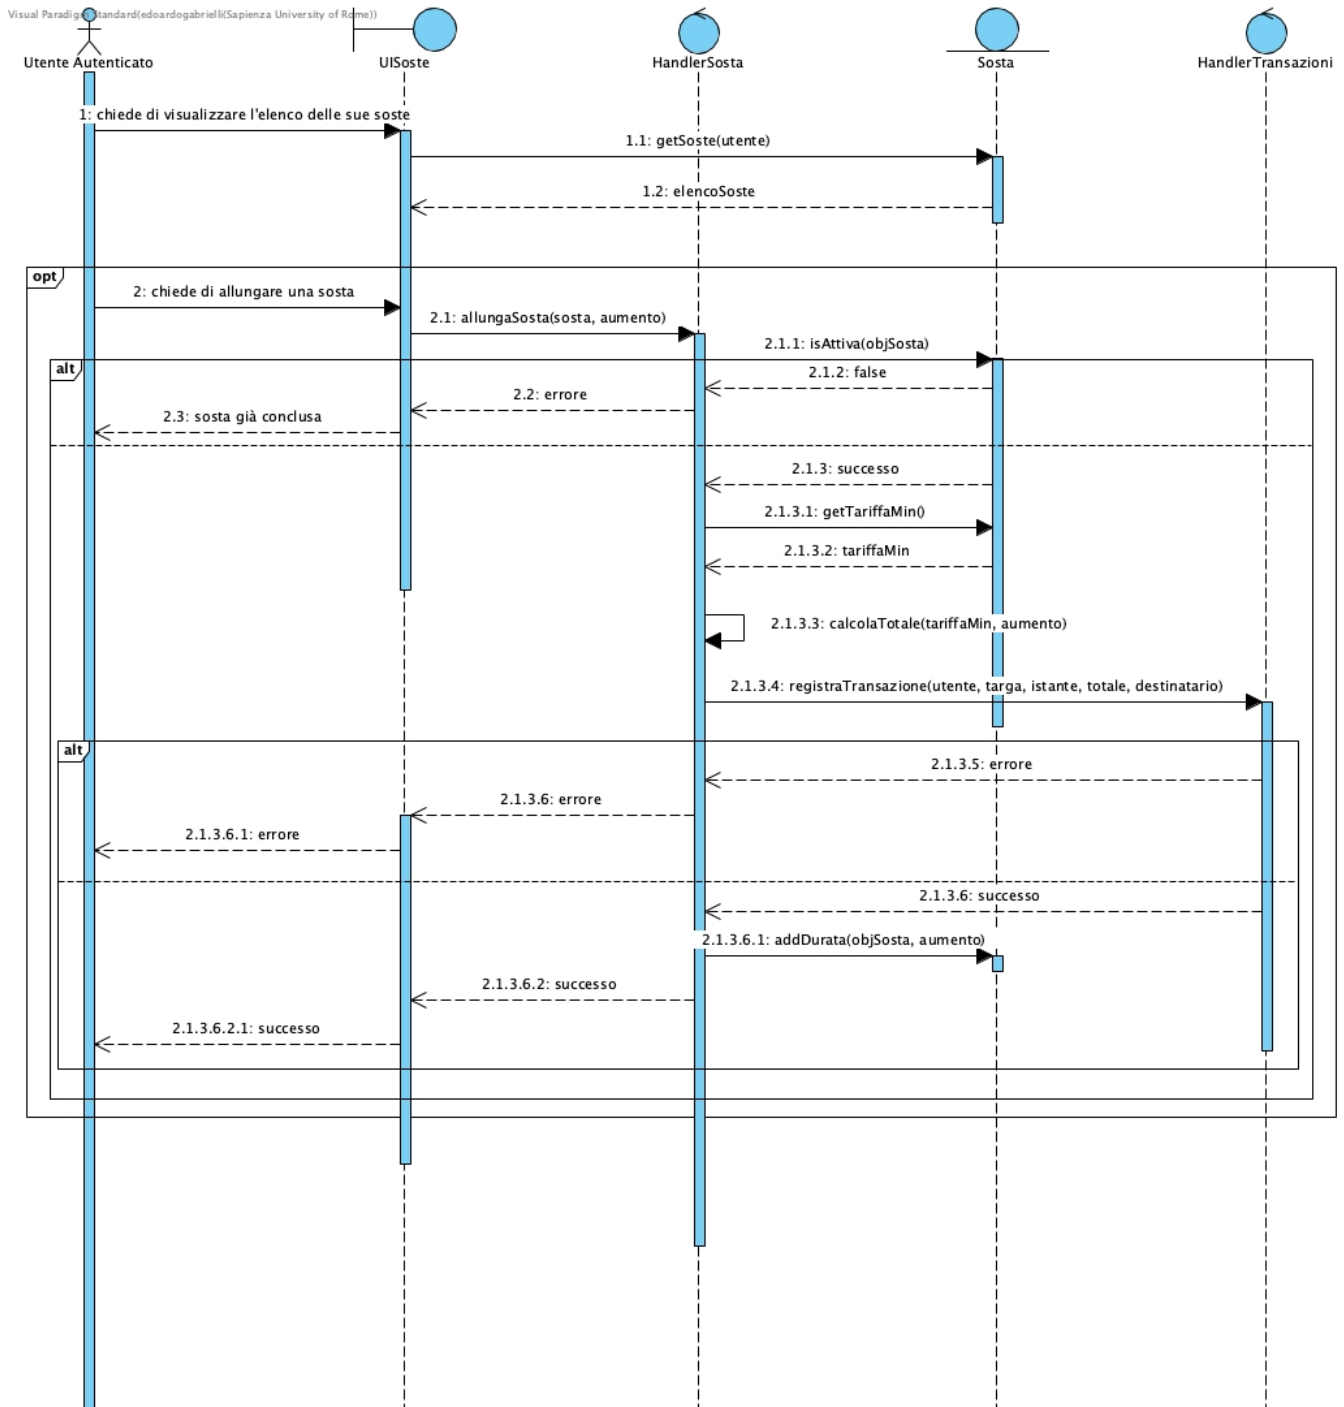 Visual Paradigm Standard(edoardogabrielli(Sapienza University of Rome))
Utente Autenticato
UISoste
HandlerSosta
Sosta
HandlerTransazioni
1: chiede di visualizzare l'elenco delle sue soste
1.1: getSoste(utente)
1.2: elencoSoste
opt
2: chiede di allungare una sosta
2.1: allungaSosta(sosta, aumento)
2.1.1: isAttiva(objSosta)
alt
2.1.2: false
2.2: errore
2.3: sosta già conclusa
2.1.3: successo
2.1.3.1: getTariffaMin()
2.1.3.2: tariffaMin
2.1.3.3: calcolaTotale(tariffaMin, aumento)
2.1.3.4: registraTransazione(utente, targa, istante, totale, destinatario)
alt
2.1.3.5: errore
2.1.3.6: errore
2.1.3.6.1: errore
2.1.3.6: successo
2.1.3.6.1: addDurata(objSosta, aumento)
2.1.3.6.2: successo
2.1.3.6.2.1: successo